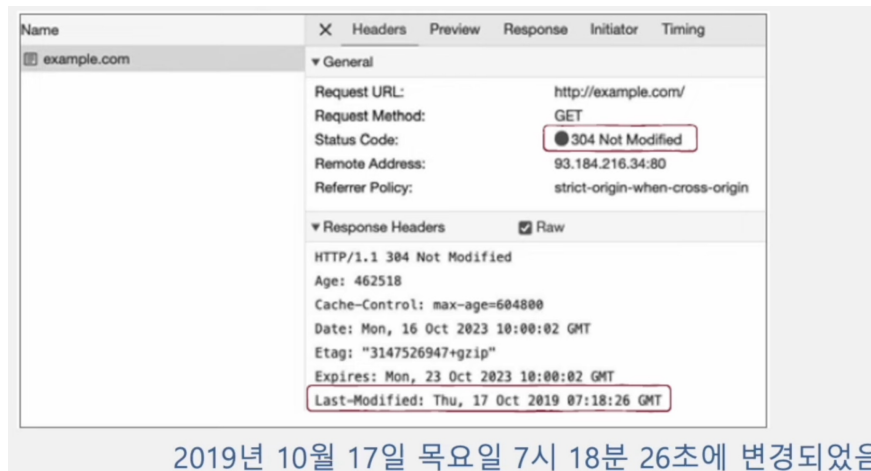 Name
Headers Preview Response Initiator Timing
example.com
General
Request URL: http://example.com/
Request Method: GET
Status Code: 304 Not Modified
Remote Address: 93.184.216.34:80
Referrer Policy: strict-origin-when-cross-origin
Response Headers Raw
HTTP/1.1 304 Not Modified
Age: 462518
Cache-Control: max-age=604800
Date: Mon, 16 Oct 2023 10:00:02 GMT
Etag: "3147526947+gzip"
Expires: Mon, 23 Oct 2023 10:00:02 GMT
Last-Modified: Thu, 17 Oct 2019 07:18:26 GMT
2019년 10월 17일 목요일 7시 18분 26초에 변경되었음